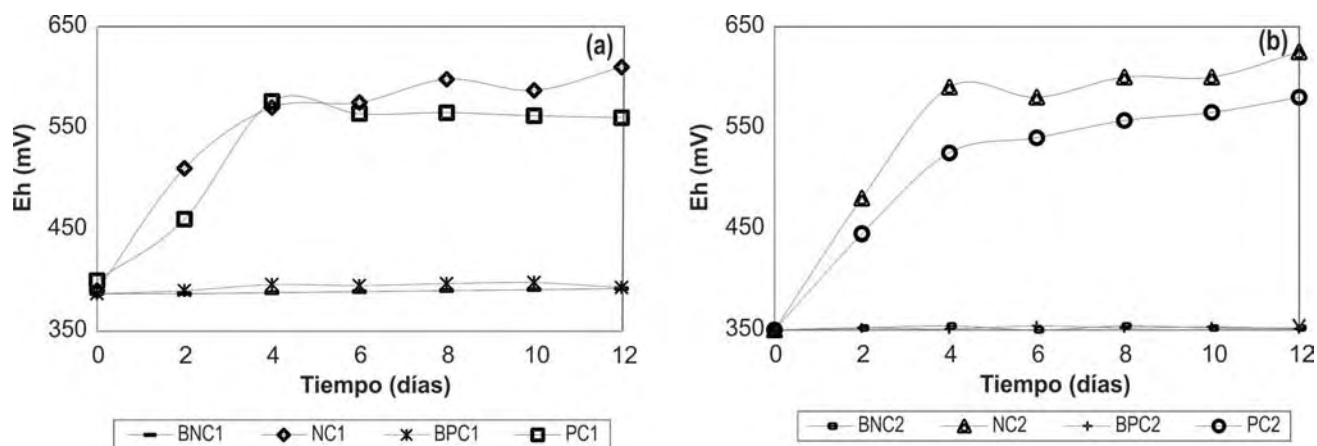 650
550
450
350
Eh (mV)
(a)
0 2 4 6 8 10 12
Tiempo (días)
BNC1 NC1 BPC1 PC1
650
550
450
350
Eh (mV)
(b)
0 2 4 6 8 10 12
Tiempo (días)
BNC2 NC2 BPC2 PC2